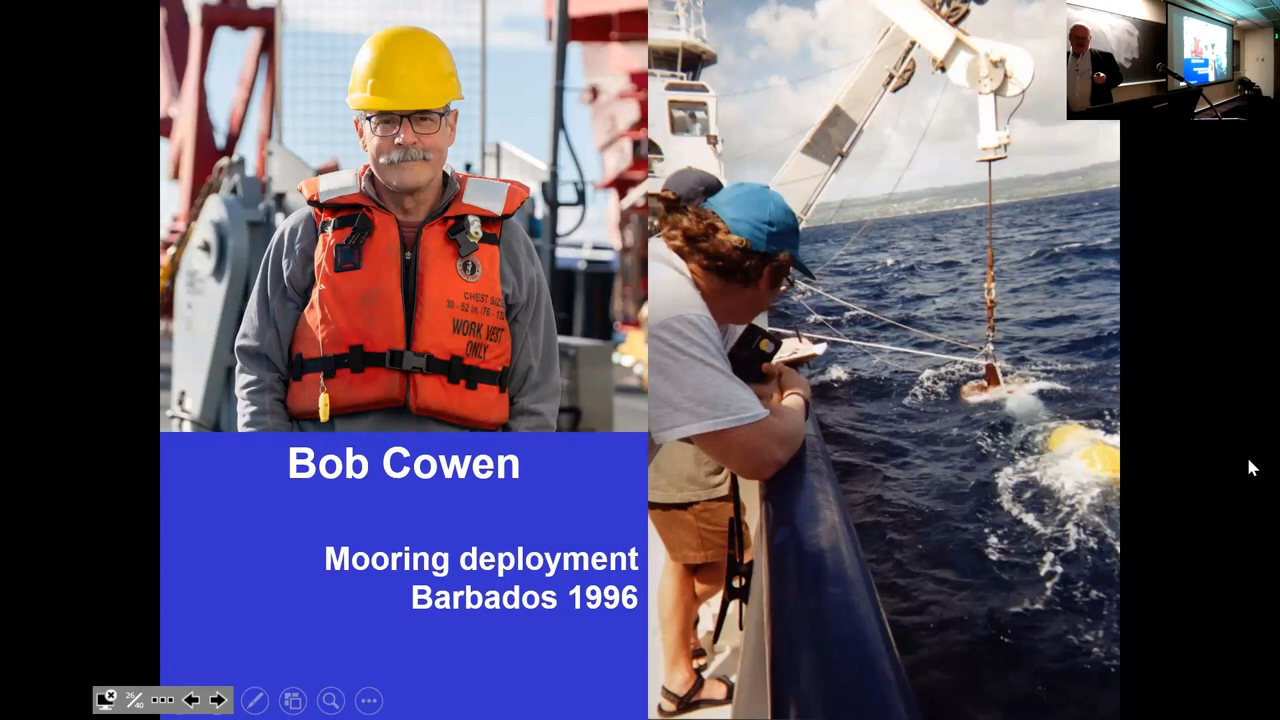 CHEST SIZE
WORK VEST
ONLY
Bob Cowen
Mooring deployment
Barbados 1996
26/40